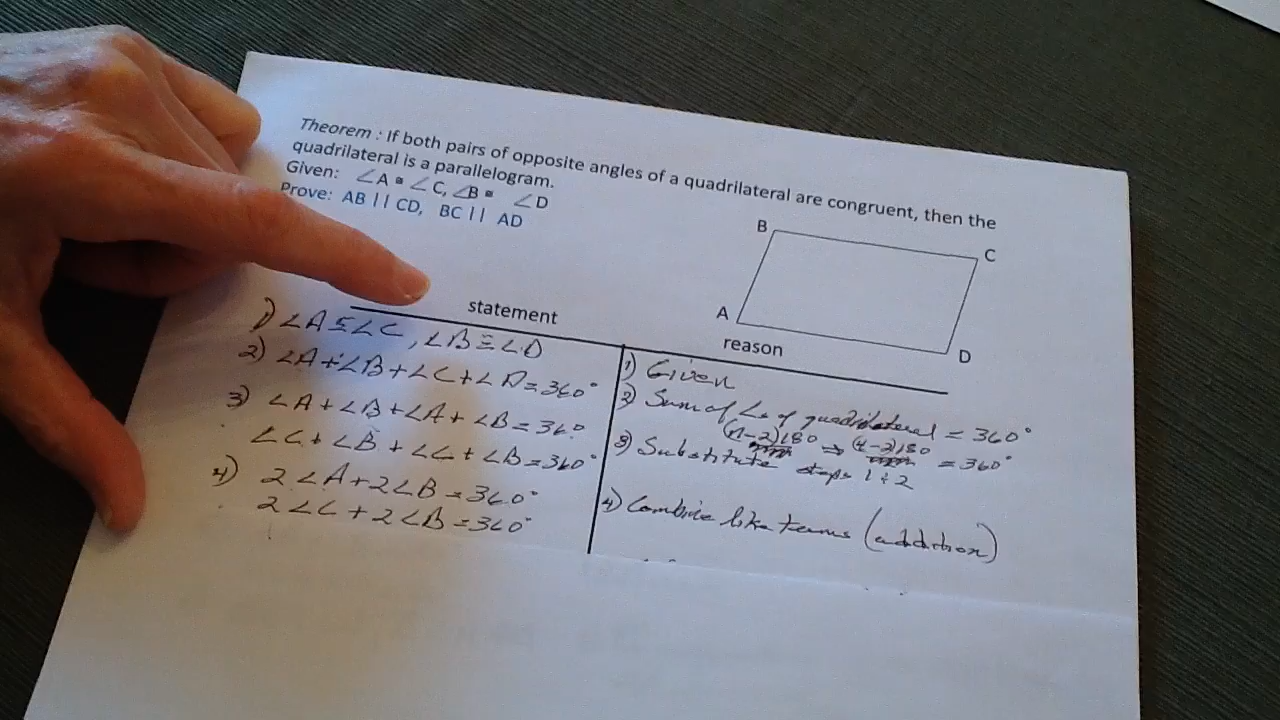 Theorem : If both pairs of opposite angles of a quadrilateral are congruent, then the
quadrilateral is a parallelogram.
Given: ∠A ≅ ∠C, ∠B ≅ ∠D
Prove: AB || CD, BC || AD
B
C
A
D
statement
reason
1) ∠A ≅ ∠C, ∠B ≅ ∠D
1) Given
2) ∠A + ∠B + ∠C + ∠D = 360°
2) Sum of ∠s of quadrilateral = 360°
(n-2)180 ⇒ (4-2)180 = 360°
3) ∠A + ∠B + ∠A + ∠B = 360
∠C + ∠B + ∠C + ∠B = 360°
3) Substitute steps 1 + 2
4) 2∠A + 2∠B = 360°
2∠C + 2∠B = 360°
4) Combine like terms (addition)